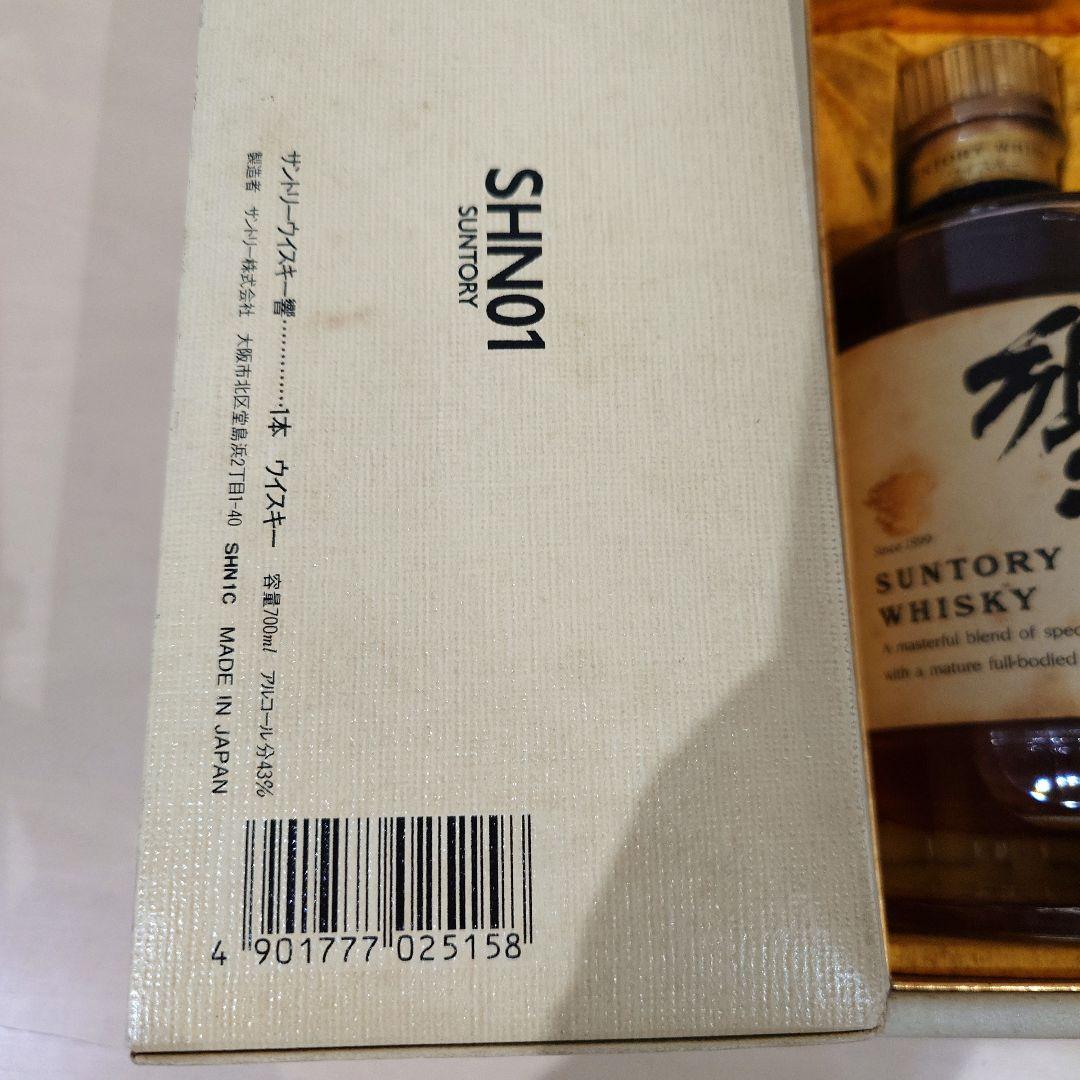 SHN01
SUNTORY
サントリーウイスキー響…………1本 ウイスキー 容量700ml アルコール分43%
製造者 サントリー株式会社 大阪市北区堂島浜2丁目1-40 SHN1C MADE IN JAPAN
4 901777 025158
NTORY WHIS
響
Since 1899
SUNTORY
WHISKY
A masterful blend of spec
with a mature full-bodied